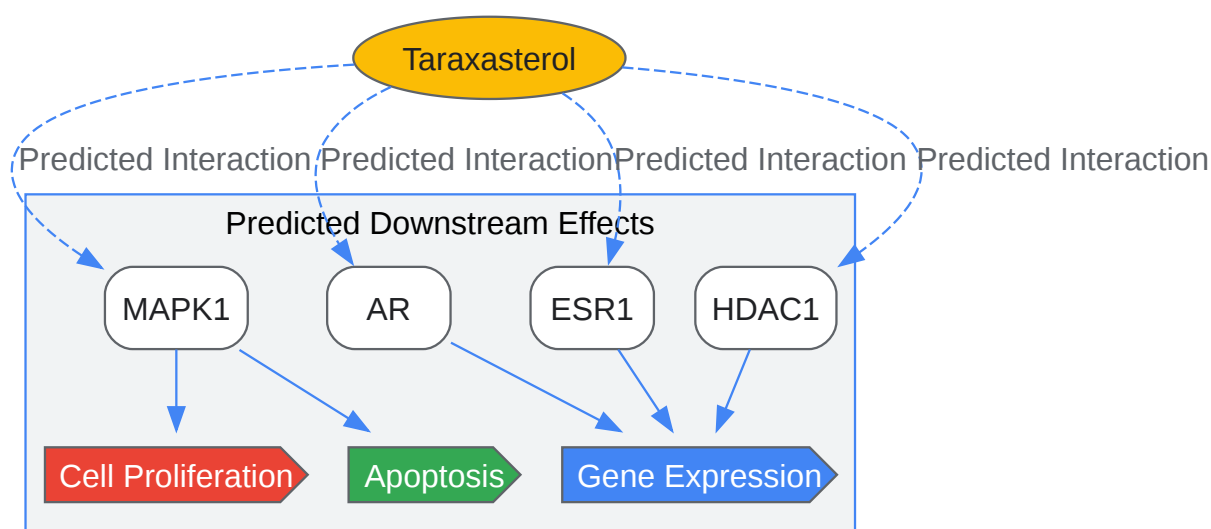 Taraxasterol
Predicted Interaction
Predicted Interaction
Predicted Interaction
Predicted Interaction
Predicted Downstream Effects
MAPK1
AR
ESR1
HDAC1
Cell Proliferation
Apoptosis
Gene Expression